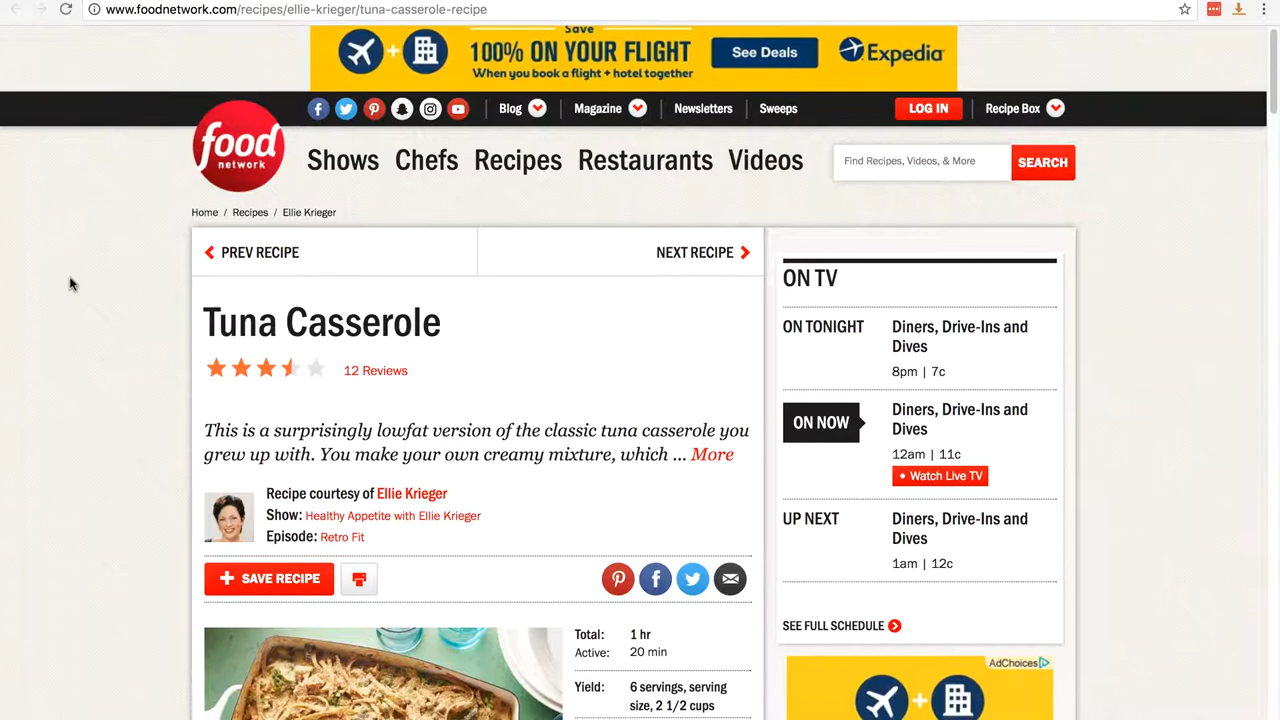 www.foodnetwork.com/recipes/ellie-krieger/tuna-casserole-recipe
Save
100% ON YOUR FLIGHT
When you book a flight + hotel together
See Deals
Expedia
Blog
Magazine
Newsletters
Sweeps
LOG IN
Recipe Box
food
network
Shows Chefs Recipes Restaurants Videos
Find Recipes, Videos, & More
SEARCH
Home / Recipes / Ellie Krieger
PREV RECIPE
NEXT RECIPE
Tuna Casserole
12 Reviews
This is a surprisingly lowfat version of the classic tuna casserole you
grew up with. You make your own creamy mixture, which ... More
Recipe courtesy of Ellie Krieger
Show: Healthy Appetite with Ellie Krieger
Episode: Retro Fit
+ SAVE RECIPE
Total: 1 hr
Active: 20 min
Yield: 6 servings, serving
size, 2 1/2 cups
ON TV
ON TONIGHT
Diners, Drive-Ins and
Dives
8pm | 7c
ON NOW
Diners, Drive-Ins and
Dives
12am | 11c
• Watch Live TV
UP NEXT
Diners, Drive-Ins and
Dives
1am | 12c
SEE FULL SCHEDULE
AdChoices